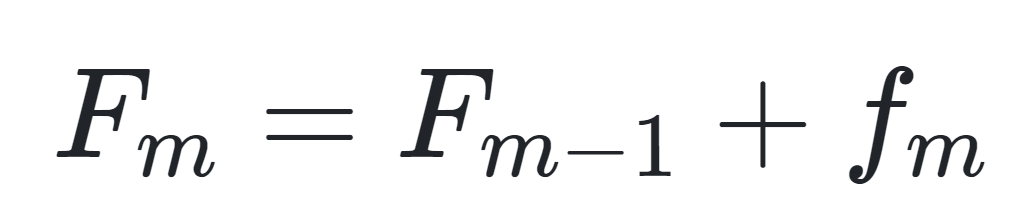 F_m = F_{m-1} + f_m